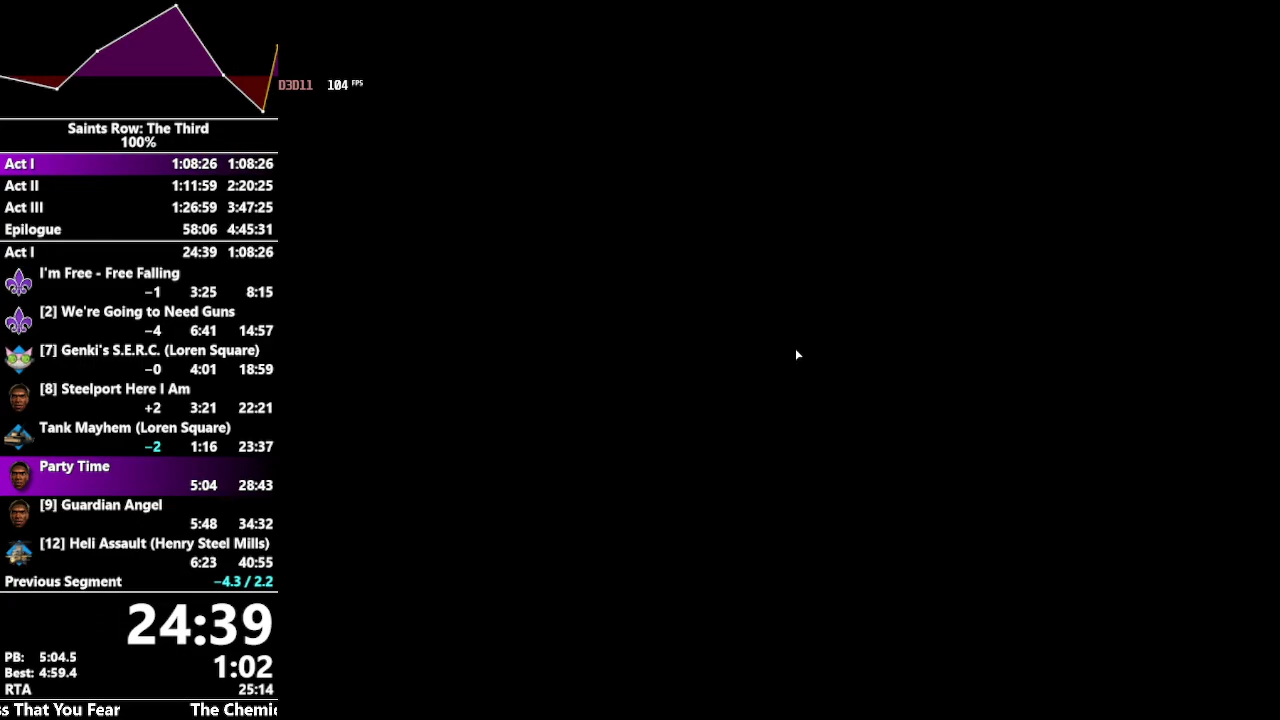 D3D11 104 FPS
Saints Row: The Third
100%
Act I 1:08:26 1:08:26
Act II 1:11:59 2:20:25
Act III 1:26:59 3:47:25
Epilogue 58:06 4:45:31
Act I 24:39 1:08:26
I'm Free - Free Falling
−1 3:25 8:15
[2] We're Going to Need Guns
−4 6:41 14:57
[7] Genki's S.E.R.C. (Loren Square)
−0 4:01 18:59
[8] Steelport Here I Am
+2 3:21 22:21
Tank Mayhem (Loren Square)
−2 1:16 23:37
Party Time
5:04 28:43
[9] Guardian Angel
5:48 34:32
[12] Heli Assault (Henry Steel Mills)
6:23 40:55
Previous Segment −4.3 / 2.2
24:39
PB: 5:04.5
Best: 4:59.4
1:02
RTA 25:14
s That You Fear The Chemic